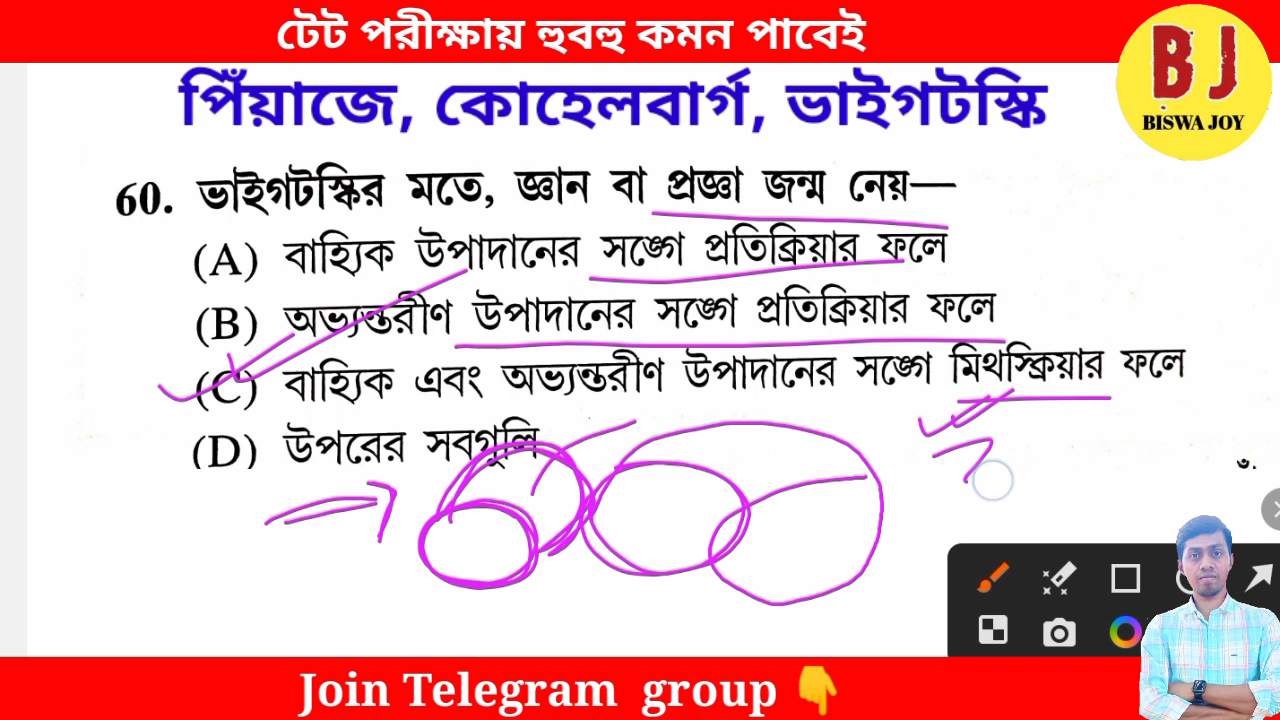 টেট পরীক্ষায় হুবহু কমন পাবেই
BJ
BISWA JOY
পিঁয়াজে, কোহেলবার্গ, ভাইগটস্কি
60. ভাইগটস্কির মতে, জ্ঞান বা প্রজ্ঞা জন্ম নেয়—
(A) বাহ্যিক উপাদানের সঙ্গে প্রতিক্রিয়ার ফলে
(B) অভ্যন্তরীণ উপাদানের সঙ্গে প্রতিক্রিয়ার ফলে
(C) বাহ্যিক এবং অভ্যন্তরীণ উপাদানের সঙ্গে মিথস্ক্রিয়ার ফলে
(D) উপরের সবগুলি
Join Telegram group